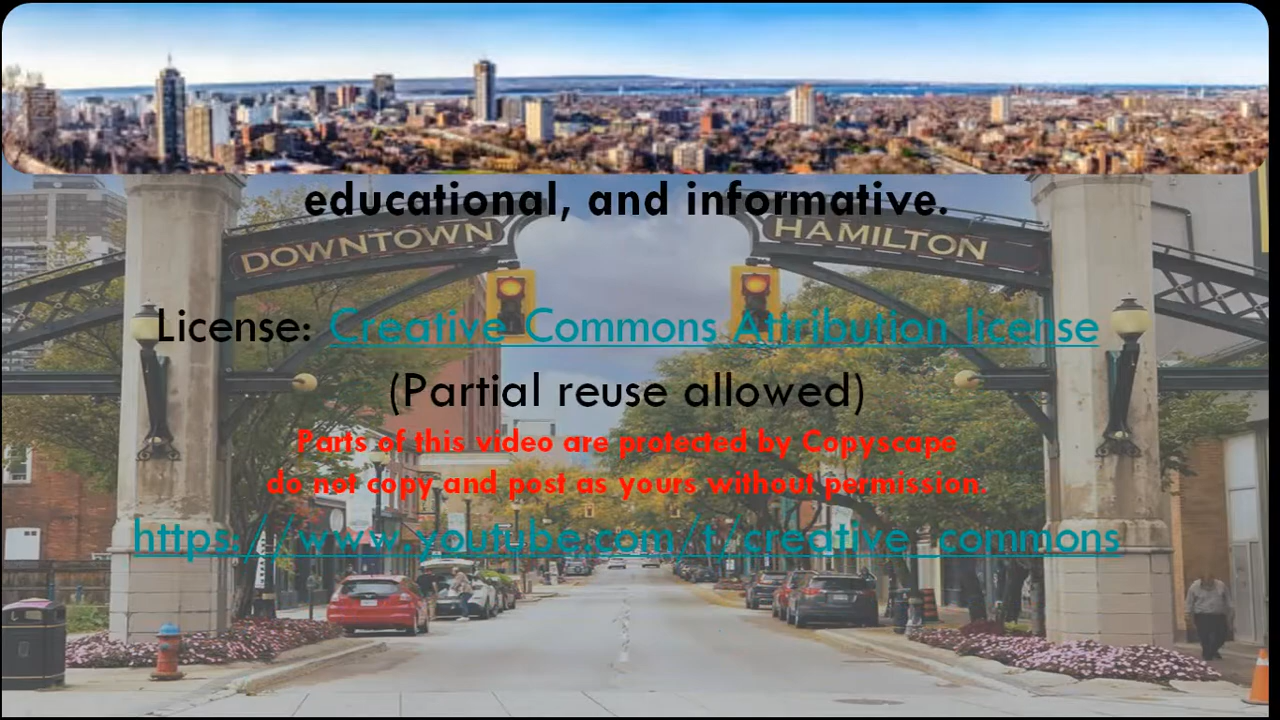 educational, and informative.
DOWNTOWN HAMILTON
License: Creative Commons Attribution license
(Partial reuse allowed)
Parts of this video are protected by Copyscape
do not copy and post as yours without permission.
https://www.youtube.com/t/creative_commons